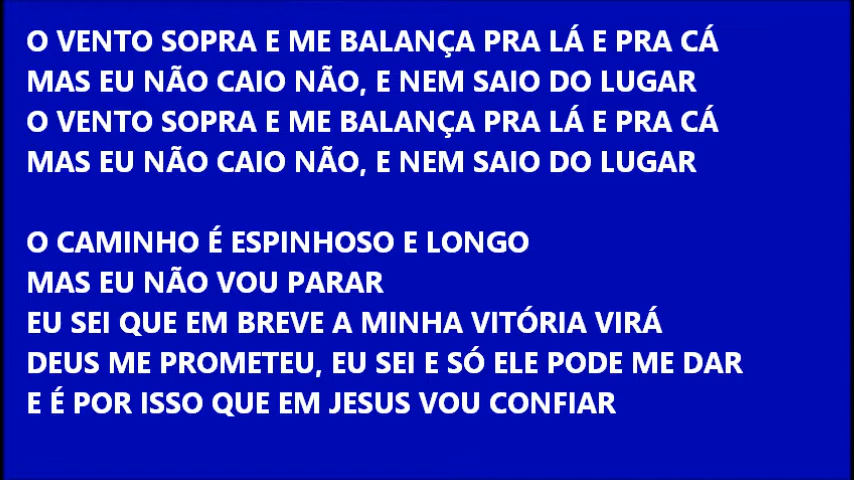 O VENTO SOPRA E ME BALANÇA PRA LÁ E PRA CÁ
MAS EU NÃO CAIO NÃO, E NEM SAIO DO LUGAR
O VENTO SOPRA E ME BALANÇA PRA LÁ E PRA CÁ
MAS EU NÃO CAIO NÃO, E NEM SAIO DO LUGAR
O CAMINHO É ESPINHOSO E LONGO
MAS EU NÃO VOU PARAR
EU SEI QUE EM BREVE A MINHA VITÓRIA VIRÁ
DEUS ME PROMETEU, EU SEI E SÓ ELE PODE ME DAR
E É POR ISSO QUE EM JESUS VOU CONFIAR